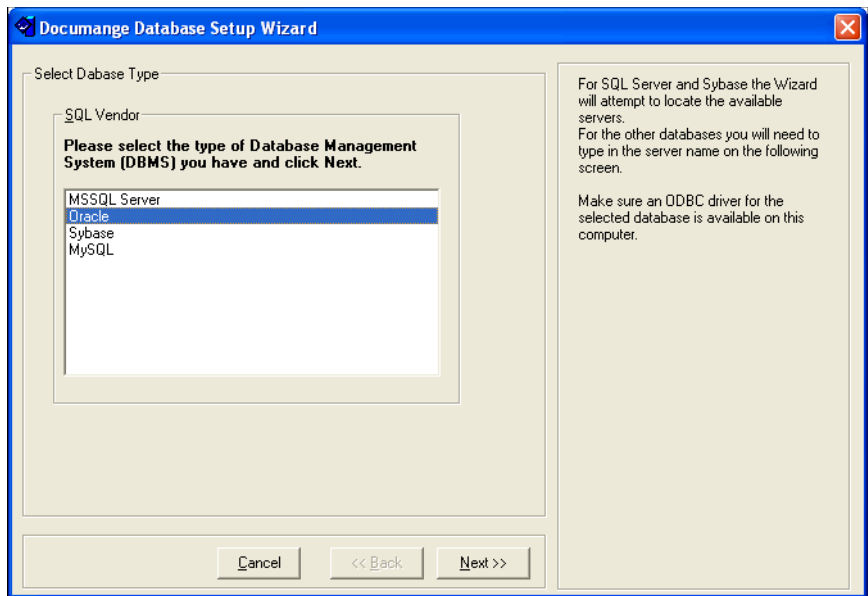 Documange Database Setup Wizard
Select Dabase Type
SQL Vendor
Please select the type of Database Management
System (DBMS) you have and click Next.
MSSQL Server
Oracle
Sybase
MySQL
For SQL Server and Sybase the Wizard
will attempt to locate the available
servers.
For the other databases you will need to
type in the server name on the following
screen.
Make sure an ODBC driver for the
selected database is available on this
computer.
Cancel
<< Back
Next >>